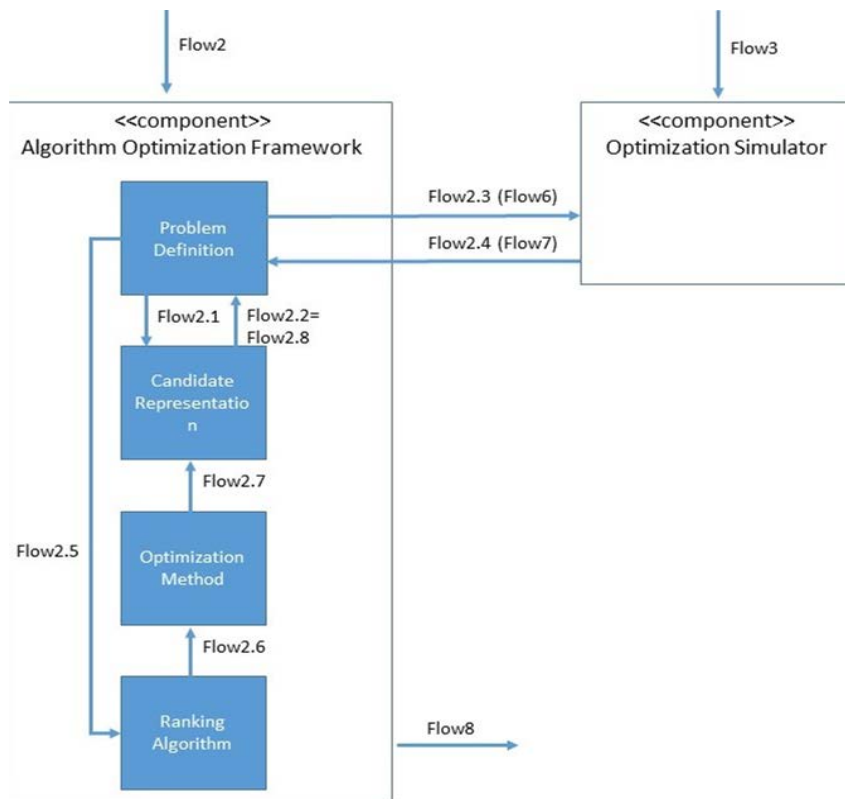 Flow2
Flow3
<<component>>
Algorithm Optimization Framework
<<component>>
Optimization Simulator
Problem
Definition
Flow2.3 (Flow6)
Flow2.4 (Flow7)
Flow2.1
Flow2.2=
Flow2.8
Candidate
Representatio
n
Flow2.7
Optimization
Method
Flow2.5
Flow2.6
Ranking
Algorithm
Flow8